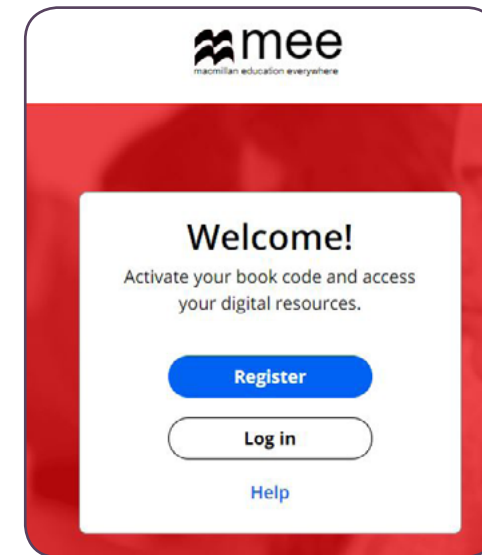 mee
macmillan education everywhere
Welcome!
Activate your book code and access
your digital resources.
Register
Log in
Help